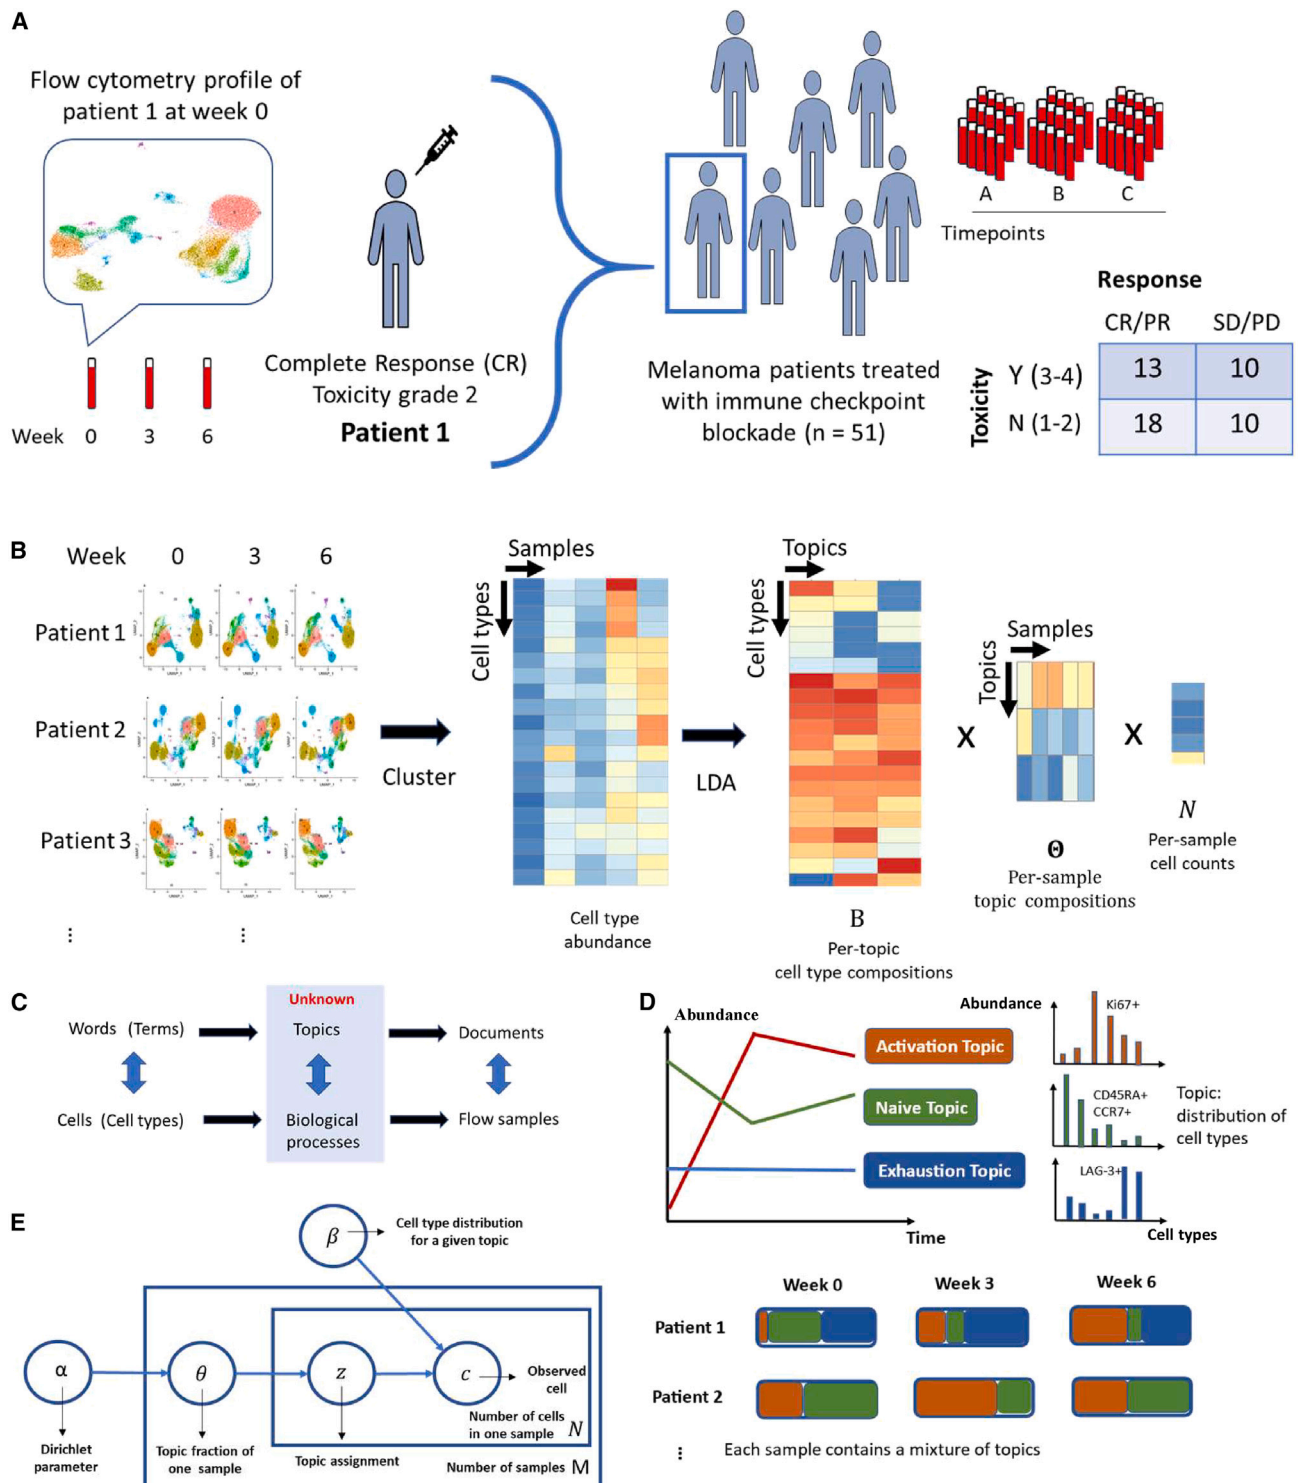 A
Flow cytometry profile of
patient 1 at week 0
Week 0 3 6
Complete Response (CR)
Toxicity grade 2
Patient 1
Melanoma patients treated
with immune checkpoint
blockade (n = 51)
A B C
Timepoints
Response
CR/PR SD/PD
Toxicity
Y (3-4) 13 10
N (1-2) 18 10
B
Week 0 3 6
Patient 1
Patient 2
Patient 3
⋮ ⋮
Cluster
Samples
Cell types
Cell type
abundance
LDA
Topics
Cell types
B
Per-topic
cell type compositions
X
Samples
Topics
Θ
Per-sample
topic compositions
X
N
Per-sample
cell counts
C
Unknown
Words (Terms) Topics Documents
Cells (Cell types) Biological
processes
Flow samples
D
Abundance
Time
Activation Topic
Naive Topic
Exhaustion Topic
Abundance
Ki67+
CD45RA+
CCR7+
LAG-3+
Cell types
Topic:
distribution of
cell types
Week 0 Week 3 Week 6
Patient 1
Patient 2
⋮ Each sample contains a mixture of topics
E
β
Cell type distribution
for a given topic
α θ z c
Observed
cell
Number of cells
in one sample N
Dirichlet
parameter
Topic fraction of
one sample
Topic assignment
Number of samples M